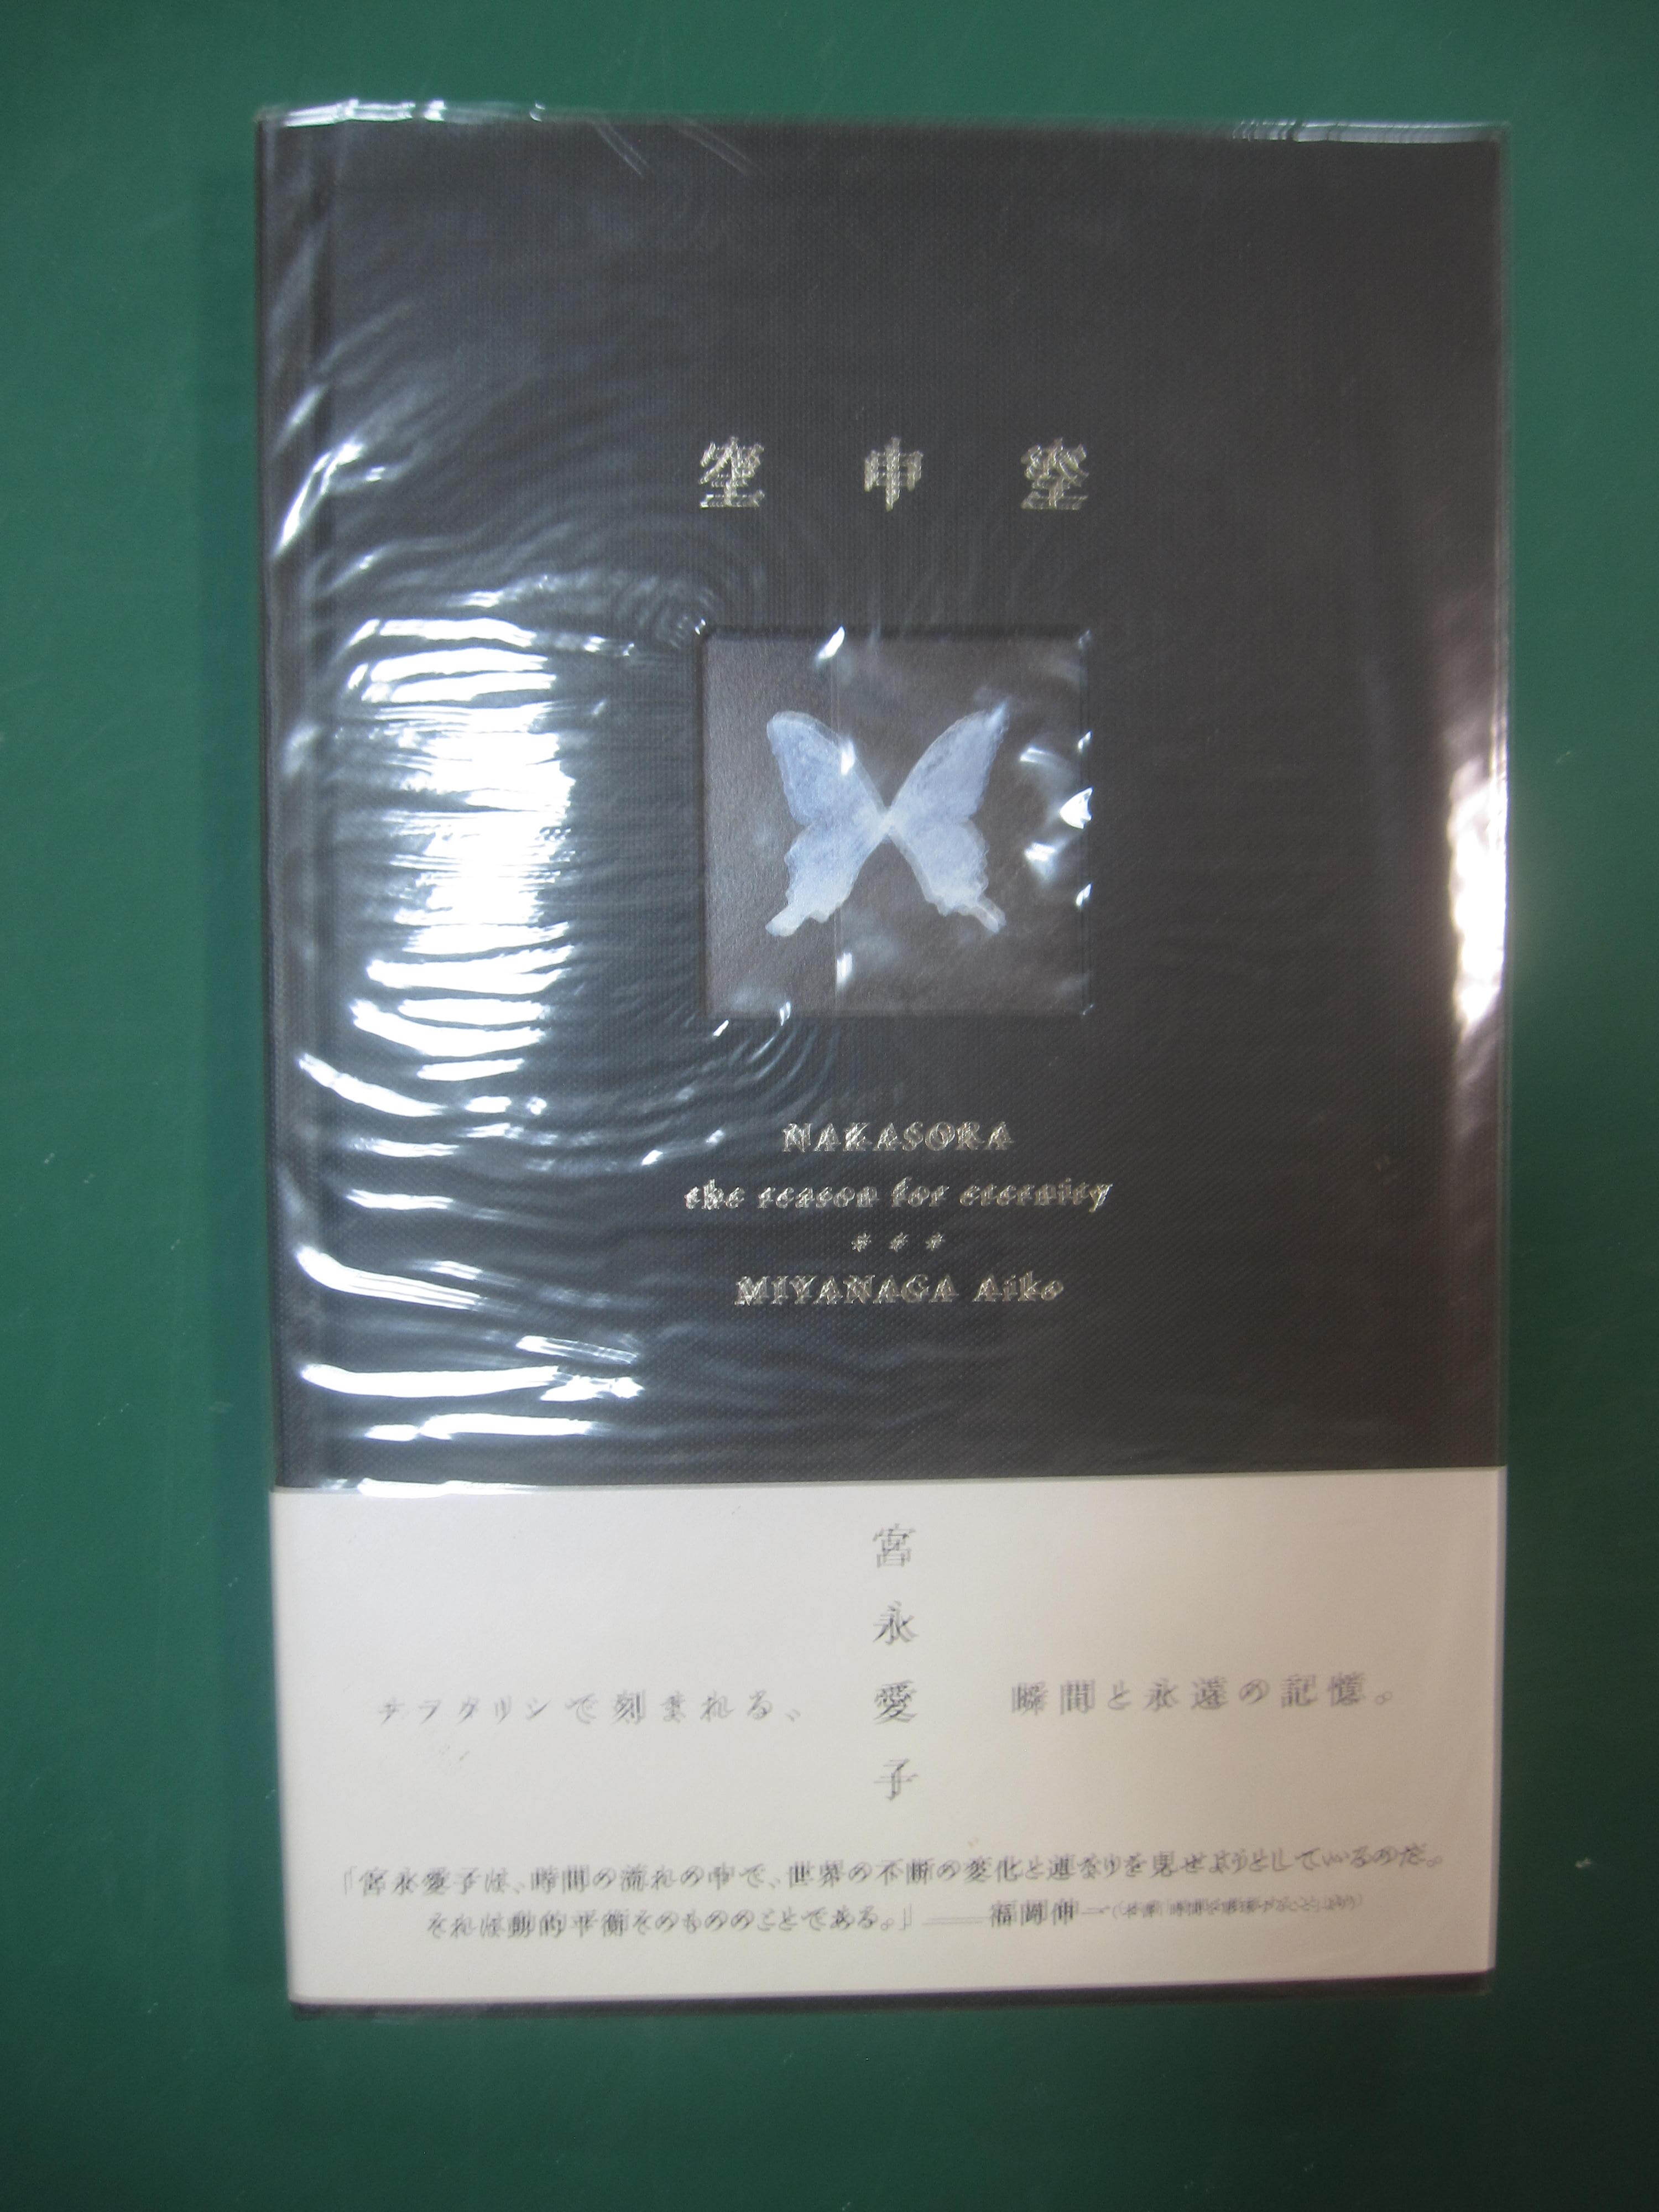 空中空
NAKASORA
the reason for eternity
* * *
MIYANAGA Aiko
宮永愛子
ナフタリンで刻まれる、 瞬間と永遠の記憶。
「宮永愛子は、時間の流れの中で、世界の不断の変化と連なりを見せようとしているのだ。
それは動的平衡そのもののことである。」——福岡伸一